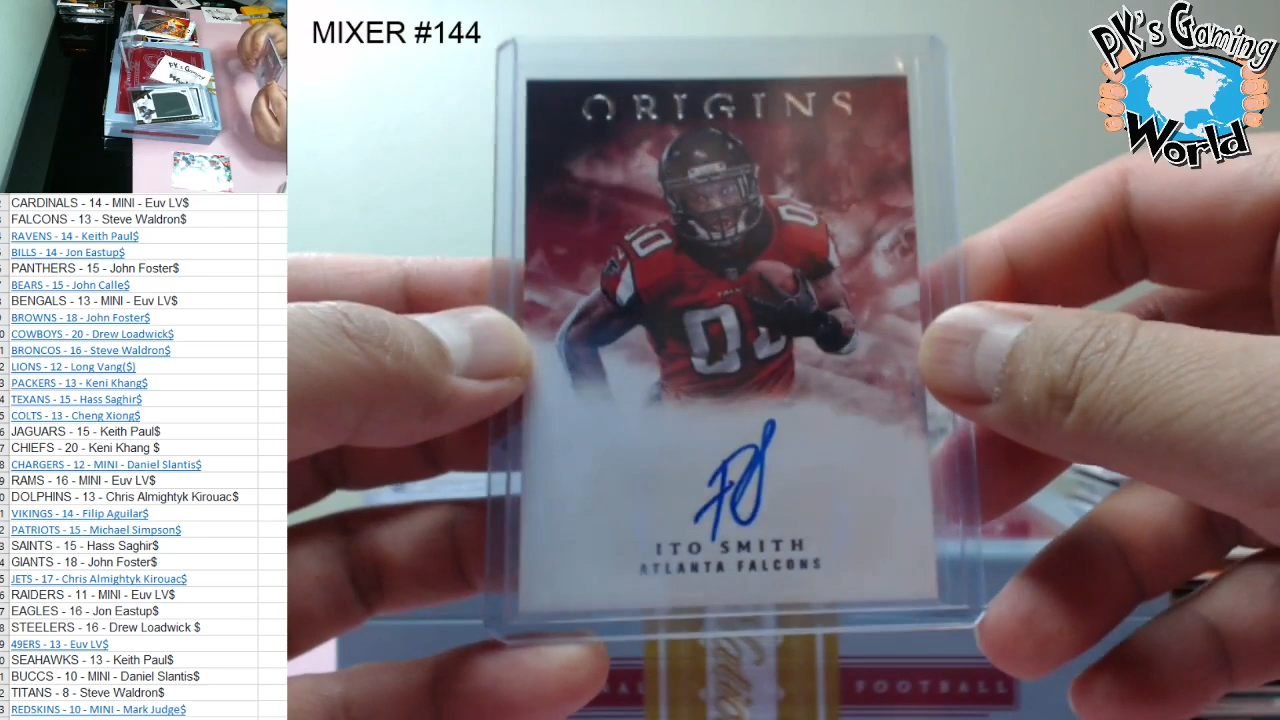 MIXER #144
PK's Gaming
World
PK's Gaming
CARDINALS - 14 - MINI - Euv LV$
FALCONS - 13 - Steve Waldron$
RAVENS - 14 - Keith Paul$
BILLS - 14 - Jon Eastup$
PANTHERS - 15 - John Foster$
BEARS - 15 - John Calle$
BENGALS - 13 - MINI - Euv LV$
BROWNS - 18 - John Foster$
COWBOYS - 20 - Drew Loadwick$
BRONCOS - 16 - Steve Waldron$
LIONS - 12 - Long Vang($)
PACKERS - 13 - Keni Khang$
TEXANS - 15 - Hass Saghir$
COLTS - 13 - Cheng Xiong$
JAGUARS - 15 - Keith Paul$
CHIEFS - 20 - Keni Khang $
CHARGERS - 12 - MINI - Daniel Slantis$
RAMS - 16 - MINI - Euv LV$
DOLPHINS - 13 - Chris Almightyk Kirouac$
VIKINGS - 14 - Filip Aguilar$
PATRIOTS - 15 - Michael Simpson$
SAINTS - 15 - Hass Saghir$
GIANTS - 18 - John Foster$
JETS - 17 - Chris Almightyk Kirouac$
RAIDERS - 11 - MINI - Euv LV$
EAGLES - 16 - Jon Eastup$
STEELERS - 16 - Drew Loadwick $
49ERS - 13 - Euv LV$
SEAHAWKS - 13 - Keith Paul$
BUCCS - 10 - MINI - Daniel Slantis$
TITANS - 8 - Steve Waldron$
REDSKINS - 10 - MINI - Mark Judge$
ORIGINS
00
00
00
ITO SMITH
ATLANTA FALCONS
FOOTBALL